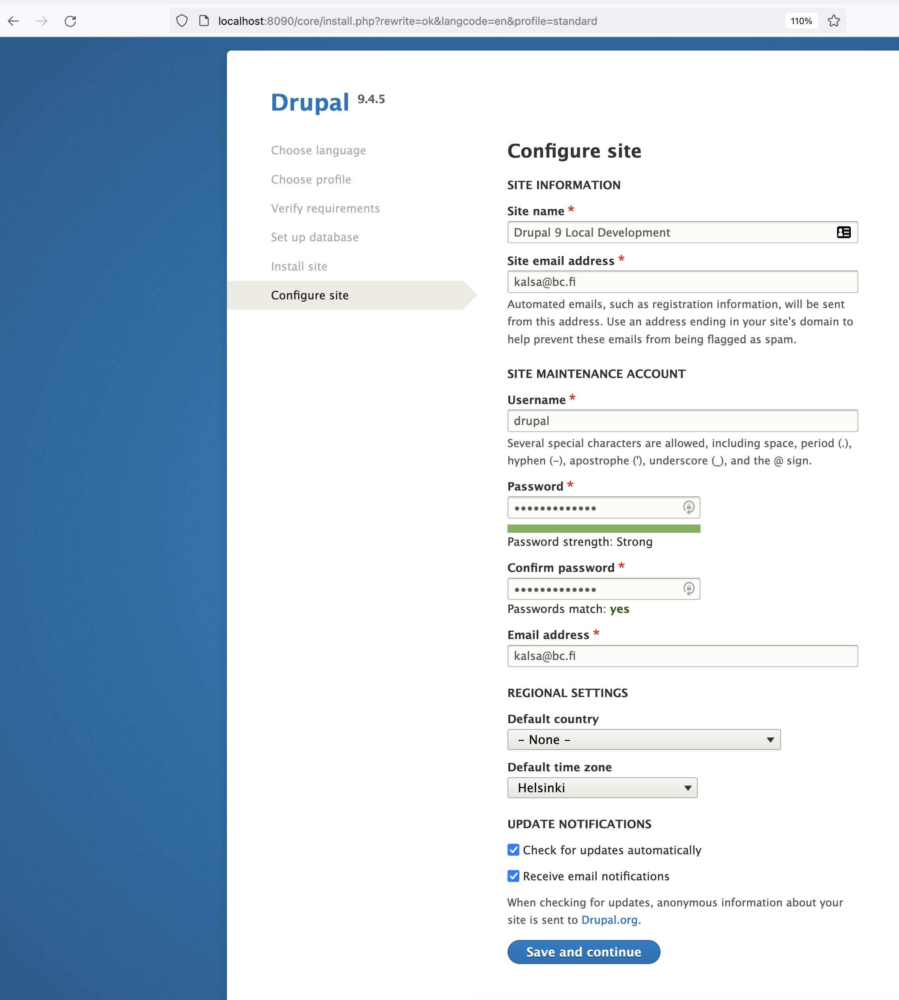 localhost:8090/core/install.php?rewrite=ok&langcode=en&profile=standard
110%
Drupal 9.4.5
Choose language
Choose profile
Verify requirements
Set up database
Install site
Configure site
Configure site
SITE INFORMATION
Site name *
Drupal 9 Local Development
Site email address *
kalsa@bc.fi
Automated emails, such as registration information, will be sent
from this address. Use an address ending in your site's domain to
help prevent these emails from being flagged as spam.
SITE MAINTENANCE ACCOUNT
Username *
drupal
Several special characters are allowed, including space, period (.),
hyphen (-), apostrophe ('), underscore (_), and the @ sign.
Password *
•••••••••••••
Password strength: Strong
Confirm password *
•••••••••••••
Passwords match: yes
Email address *
kalsa@bc.fi
REGIONAL SETTINGS
Default country
- None -
Default time zone
Helsinki
UPDATE NOTIFICATIONS
Check for updates automatically
Receive email notifications
When checking for updates, anonymous information about your
site is sent to Drupal.org.
Save and continue